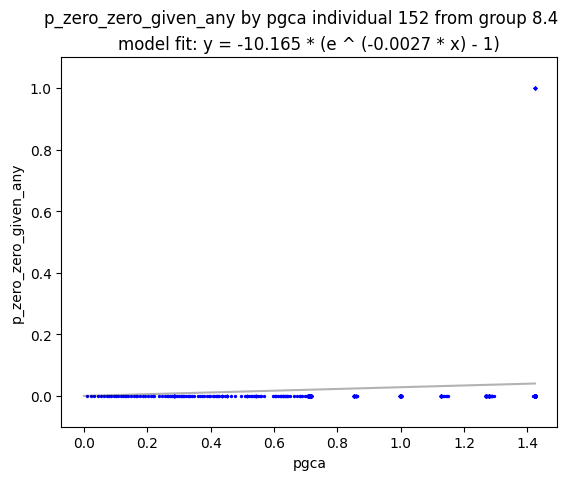 p_zero_zero_given_any by pgca individual 152 from group 8.4
model fit: y = -10.165 * (e ^ (-0.0027 * x) - 1)
1.0
0.8
0.6
0.4
0.2
0.0
p_zero_zero_given_any
0.0 0.2 0.4 0.6 0.8 1.0 1.2 1.4
pgca